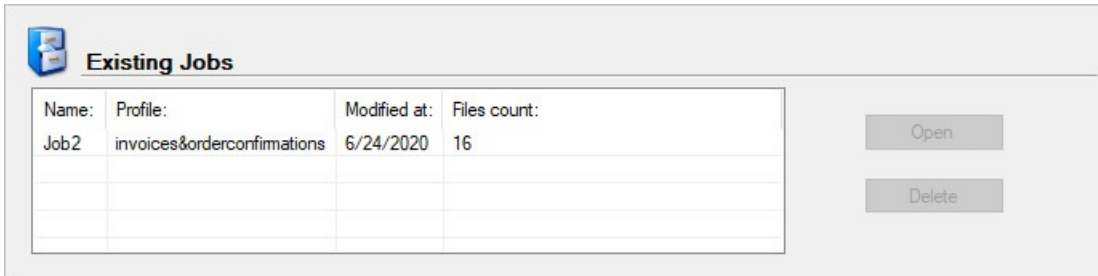 Existing Jobs
Name: Profile: Modified at: Files count:
Job2 invoices&orderconfirmations 6/24/2020 16
Open
Delete